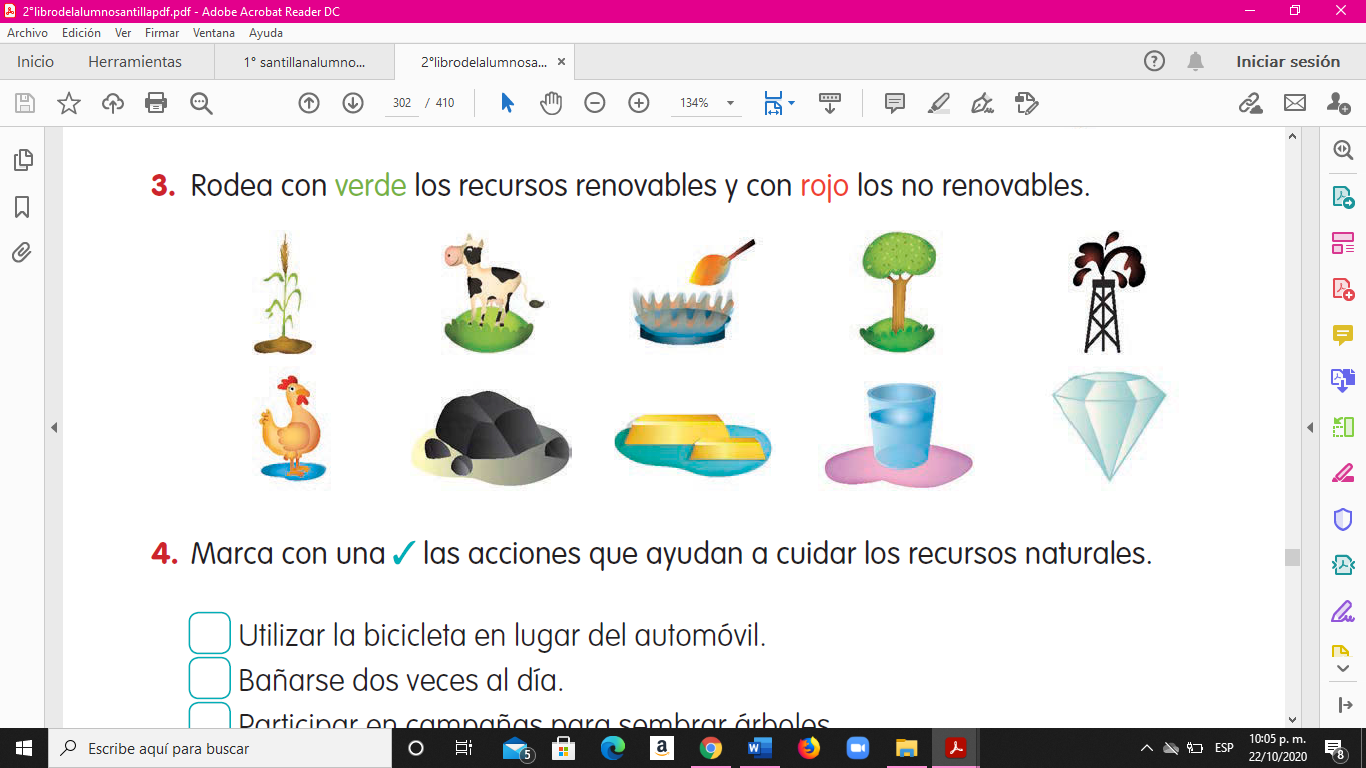 2°librodelalumnosantillapdf.pdf - Adobe Acrobat Reader DC
Archivo Edición Ver Firmar Ventana Ayuda
Inicio Herramientas 1° santillanalumno... 2°librodelalumnosa... × Iniciar sesión
302 / 410 134%
3. Rodea con verde los recursos renovables y con rojo los no renovables.
4. Marca con una ✓ las acciones que ayudan a cuidar los recursos naturales.
Utilizar la bicicleta en lugar del automóvil.
Bañarse dos veces al día.
Participar en campañas para sembrar árboles
Escribe aquí para buscar
5
a
ESP
10:05 p. m.
22/10/2020
8